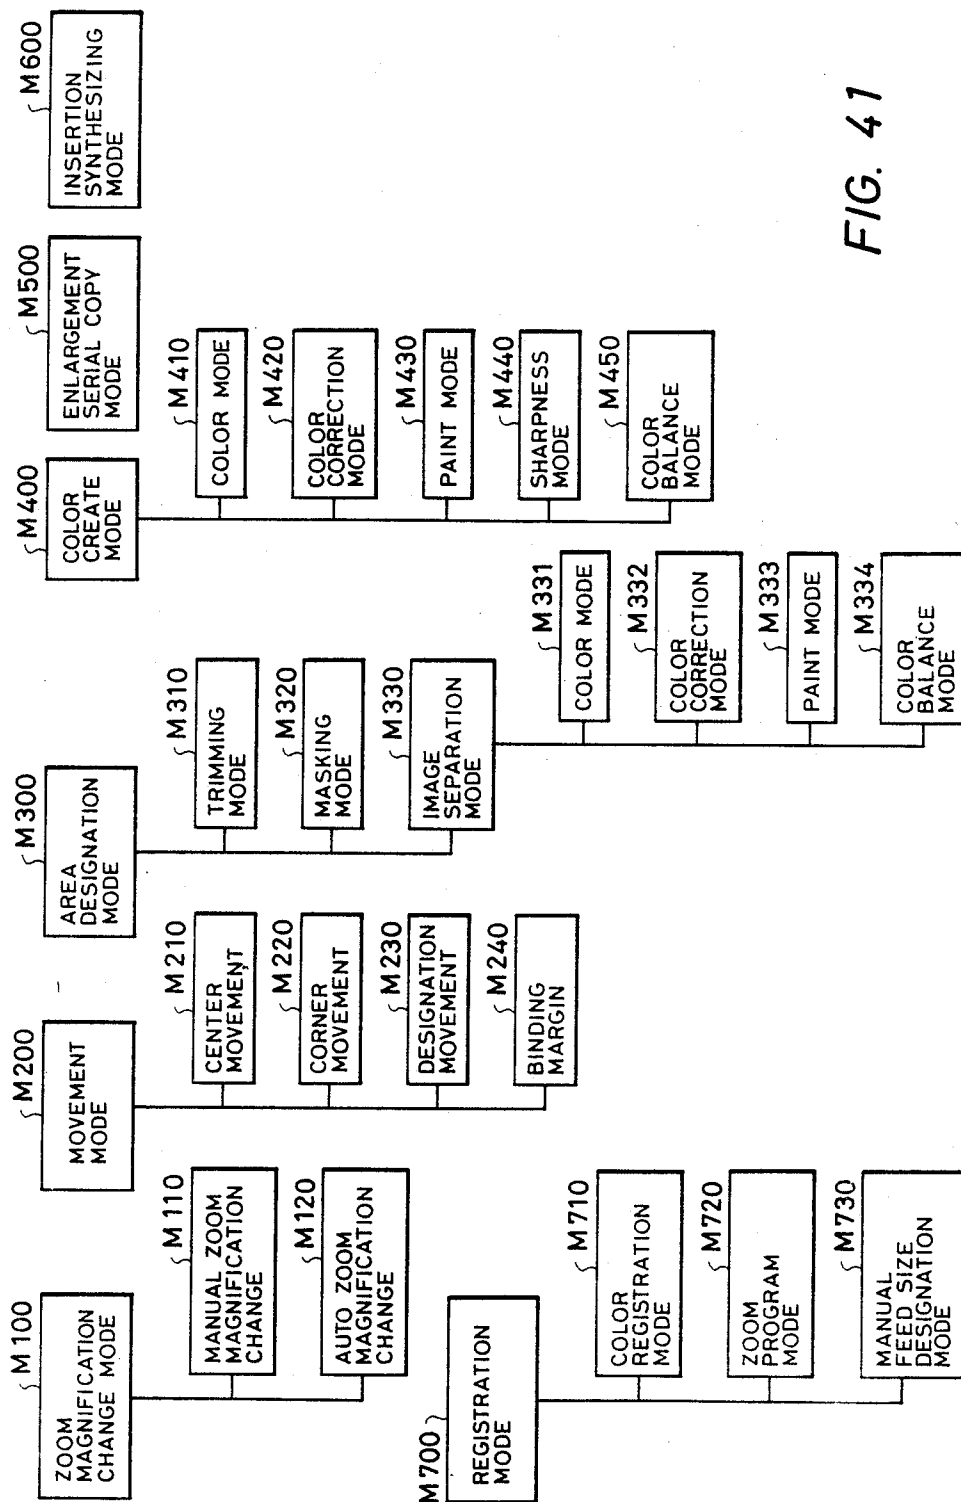 M100
ZOOM
MAGNIFICATION
CHANGE MODE
M110
MANUAL ZOOM
MAGNIFICATION
CHANGE
M120
AUTO ZOOM
MAGNIFICATION
CHANGE
M200
MOVEMENT
MODE
M210
CENTER
MOVEMENT
M220
CORNER
MOVEMENT
M230
DESIGNATION
MOVEMENT
M240
BINDING
MARGIN
M300
AREA
DESIGNATION
MODE
M310
TRIMMING
MODE
M320
MASKING
MODE
M330
IMAGE
SEPARATION
MODE
M331
COLOR MODE
M332
COLOR
CORRECTION
MODE
M333
PAINT MODE
M334
COLOR
BALANCE
MODE
M400
COLOR
CREATE
MODE
M410
COLOR MODE
M420
COLOR
CORRECTION
MODE
M430
PAINT MODE
M440
SHARPNESS
MODE
M450
COLOR
BALANCE
MODE
M500
ENLARGEMENT
SERIAL COPY
MODE
M600
INSERTION
SYNTHESIZING
MODE
M700
REGISTRATION
MODE
M710
COLOR
REGISTRATION
MODE
M720
ZOOM
PROGRAM
MODE
M730
MANUAL
FEED SIZE
DESIGNATION
MODE
FIG. 41